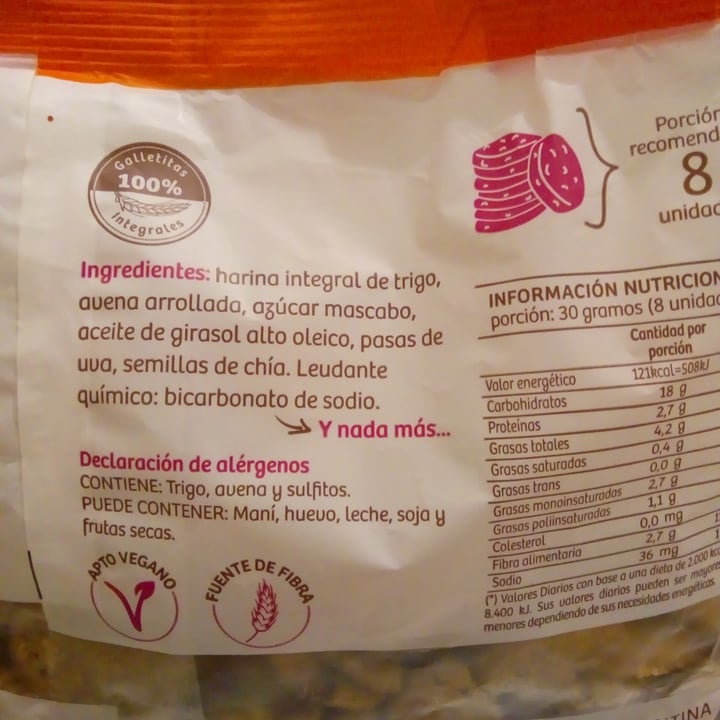 Galletitas
100%
Integrales
Porción
recomend
8
unidad
Ingredientes: harina integral de trigo,
avena arrollada, azúcar mascabo,
aceite de girasol alto oleico, pasas de
uva, semillas de chía. Leudante
químico: bicarbonato de sodio.
Y nada más...
Declaración de alérgenos
CONTIENE: Trigo, avena y sulfitos.
PUEDE CONTENER: Maní, huevo, leche, soja y
frutas secas.
APTO VEGANO
FUENTE DE FIBRA
INFORMACIÓN NUTRICION
porción: 30 gramos (8 unidad
Cantidad por
porción
Valor energético 121kcal=508kJ
Carbohidratos 18 g
Proteínas 2,7 g
Grasas totales 4,2 g
Grasas saturadas 0,4 g
Grasas trans 0,0 g
Grasas monoinsaturadas 2,7 g
Grasas poliinsaturadas 1,1 g
Colesterol 0,0 mg
Fibra alimentaria 2,7 g
Sodio 36 mg
(*) Valores Diarios con base a una dieta de 2.000 kc
8.400 kJ. Sus valores diarios pueden ser mayores
menores dependiendo de sus necesidades energéticas.
NTINA